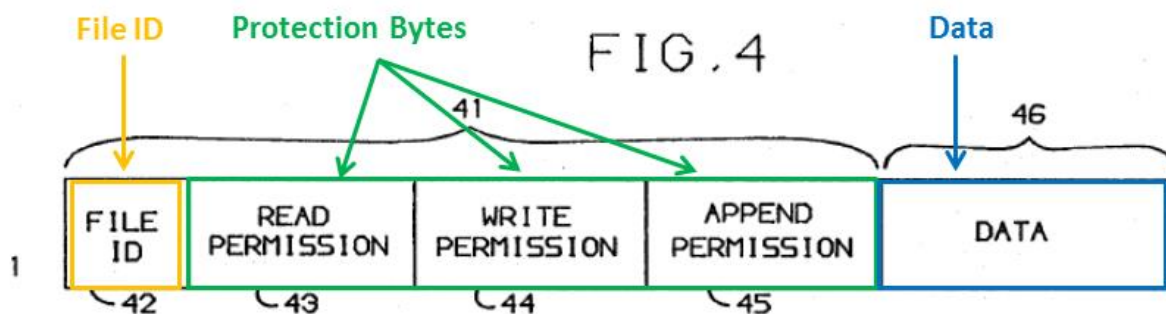 File ID Protection Bytes Data
FIG.4
41 46
FILE ID READ PERMISSION WRITE PERMISSION APPEND PERMISSION DATA
1
42 43 44 45